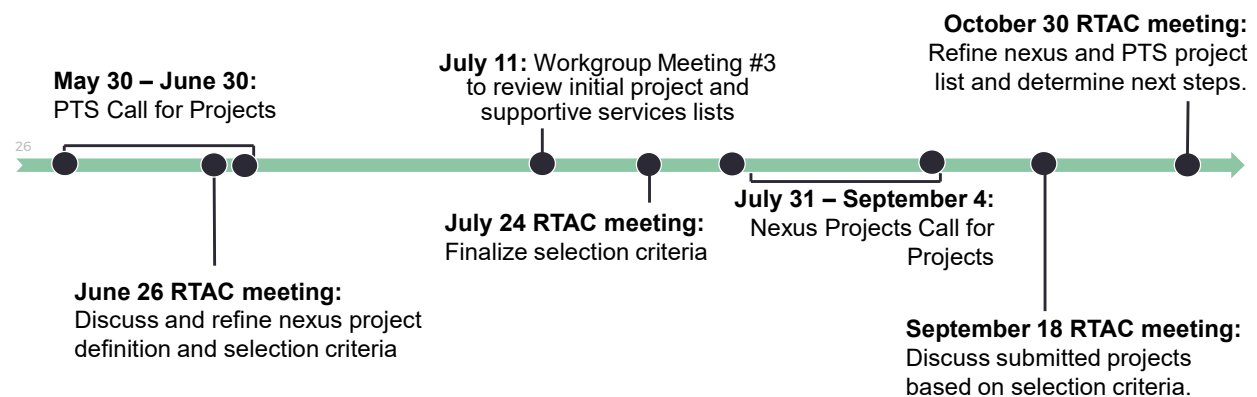 October 30 RTAC meeting:
Refine nexus and PTS project
list and determine next steps.
July 11: Workgroup Meeting #3
to review initial project and
supportive services lists
May 30 – June 30:
PTS Call for Projects
26
July 31 – September 4:
Nexus Projects Call for
Projects
July 24 RTAC meeting:
Finalize selection criteria
June 26 RTAC meeting:
Discuss and refine nexus project
definition and selection criteria
September 18 RTAC meeting:
Discuss submitted projects
based on selection criteria.